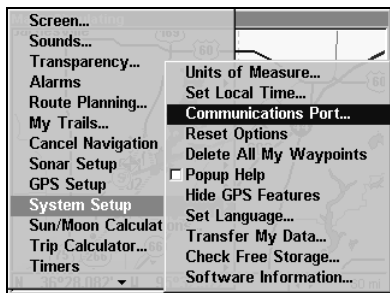 Screen...
Sounds...
Transparency...
Alarms
Route Planning...
My Trails...
Cancel Navigation
Sonar Setup
GPS Setup
System Setup
Sun/Moon Calculat
Trip Calculator...
Timers
Units of Measure...
Set Local Time...
Communications Port...
Reset Options
Delete All My Waypoints
Popup Help
Hide GPS Features
Set Language...
Transfer My Data...
Check Free Storage...
Software Information...